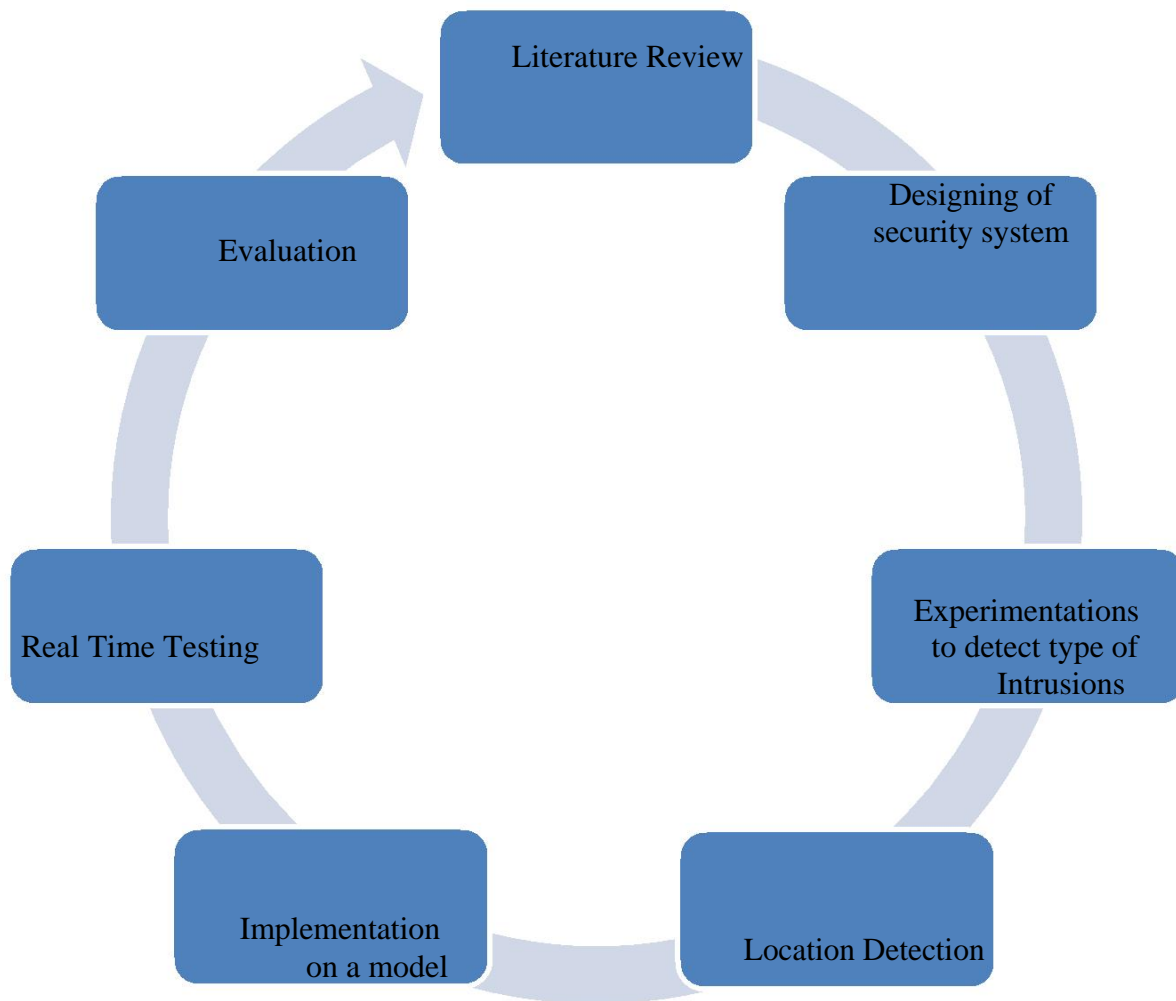 Literature Review
Designing of
security system
Experimentations
to detect type of
Intrusions
Location Detection
Implementation
on a model
Real Time Testing
Evaluation